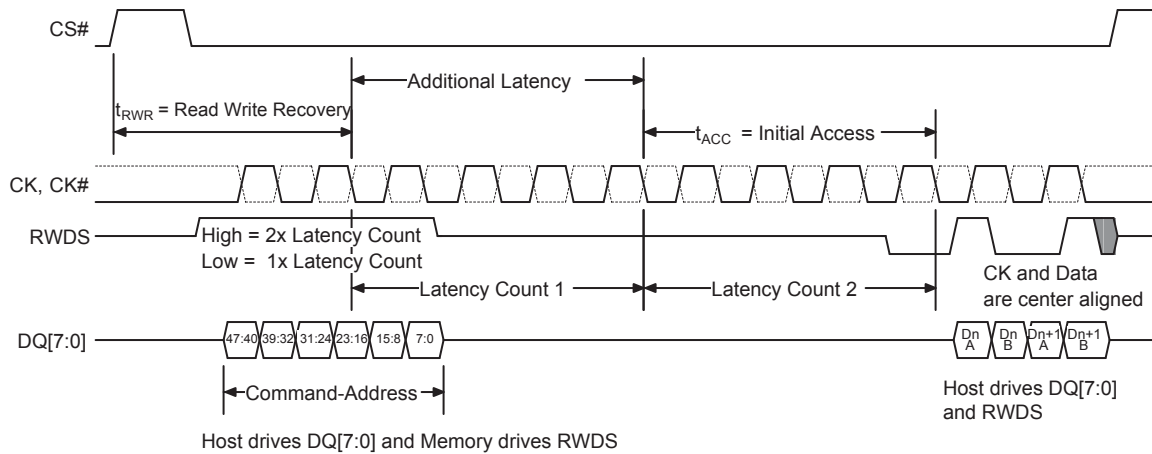 CS#
Additional Latency
tRWR = Read Write Recovery
tACC = Initial Access
CK, CK#
RWDS
High = 2x Latency Count
Low = 1x Latency Count
CK and Data
are center aligned
Latency Count 1
Latency Count 2
DQ[7:0]
47:40 39:32 31:24 23:16 15:8 7:0
Dn
A
Dn
B
Dn+1
A
Dn+1
B
Command-Address
Host drives DQ[7:0]
and RWDS
Host drives DQ[7:0] and Memory drives RWDS